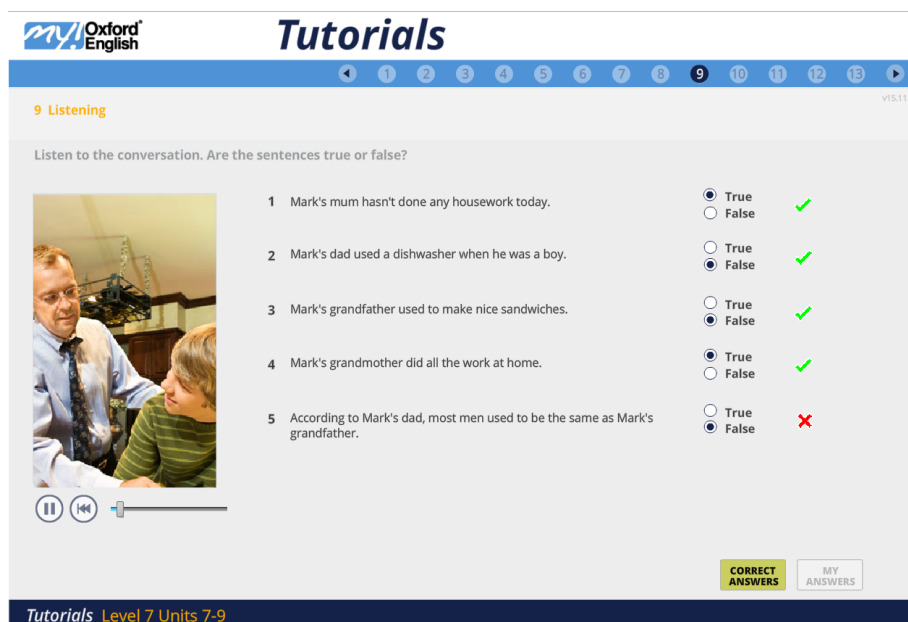 my! Oxford English
Tutorials
1 2 3 4 5 6 7 8 9 10 11 12 13
v15.11
9 Listening
Listen to the conversation. Are the sentences true or false?
1 Mark's mum hasn't done any housework today.
True
False
2 Mark's dad used a dishwasher when he was a boy.
True
False
3 Mark's grandfather used to make nice sandwiches.
True
False
4 Mark's grandmother did all the work at home.
True
False
5 According to Mark's dad, most men used to be the same as Mark's
grandfather.
True
False
CORRECT
ANSWERS
MY
ANSWERS
Tutorials Level 7 Units 7-9